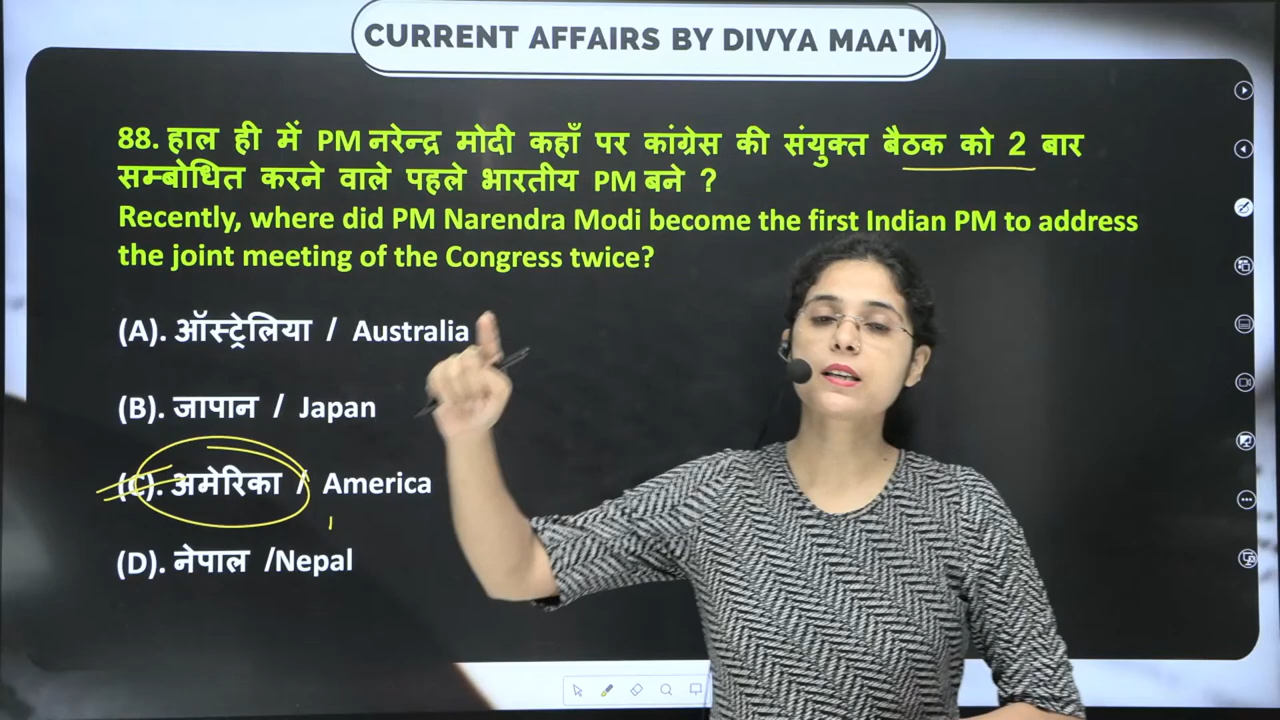 CURRENT AFFAIRS BY DIVYA MAA'M
88. हाल ही में PM नरेन्द्र मोदी कहाँ पर कांग्रेस की संयुक्त बैठक को 2 बार
सम्बोधित करने वाले पहले भारतीय PM बने ?
Recently, where did PM Narendra Modi become the first Indian PM to address
the joint meeting of the Congress twice?
(A). ऑस्ट्रेलिया / Australia
(B). जापान / Japan
(C). अमेरिका / America
(D). नेपाल /Nepal